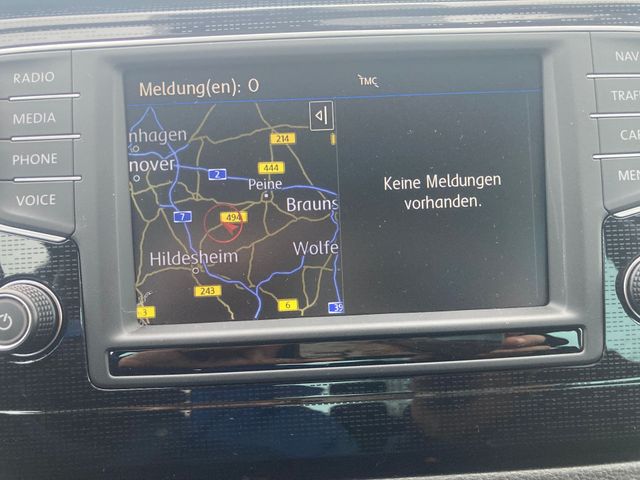 RADIO
MEDIA
PHONE
VOICE
NAV
TRAF
CAR
MEN
Meldung(en): 0
TMC
nhagen
nover
214
444
2
Peine
Brauns
7
494
Wolfe
Hildesheim
243
6
3
39
Keine Meldungen
vorhanden.